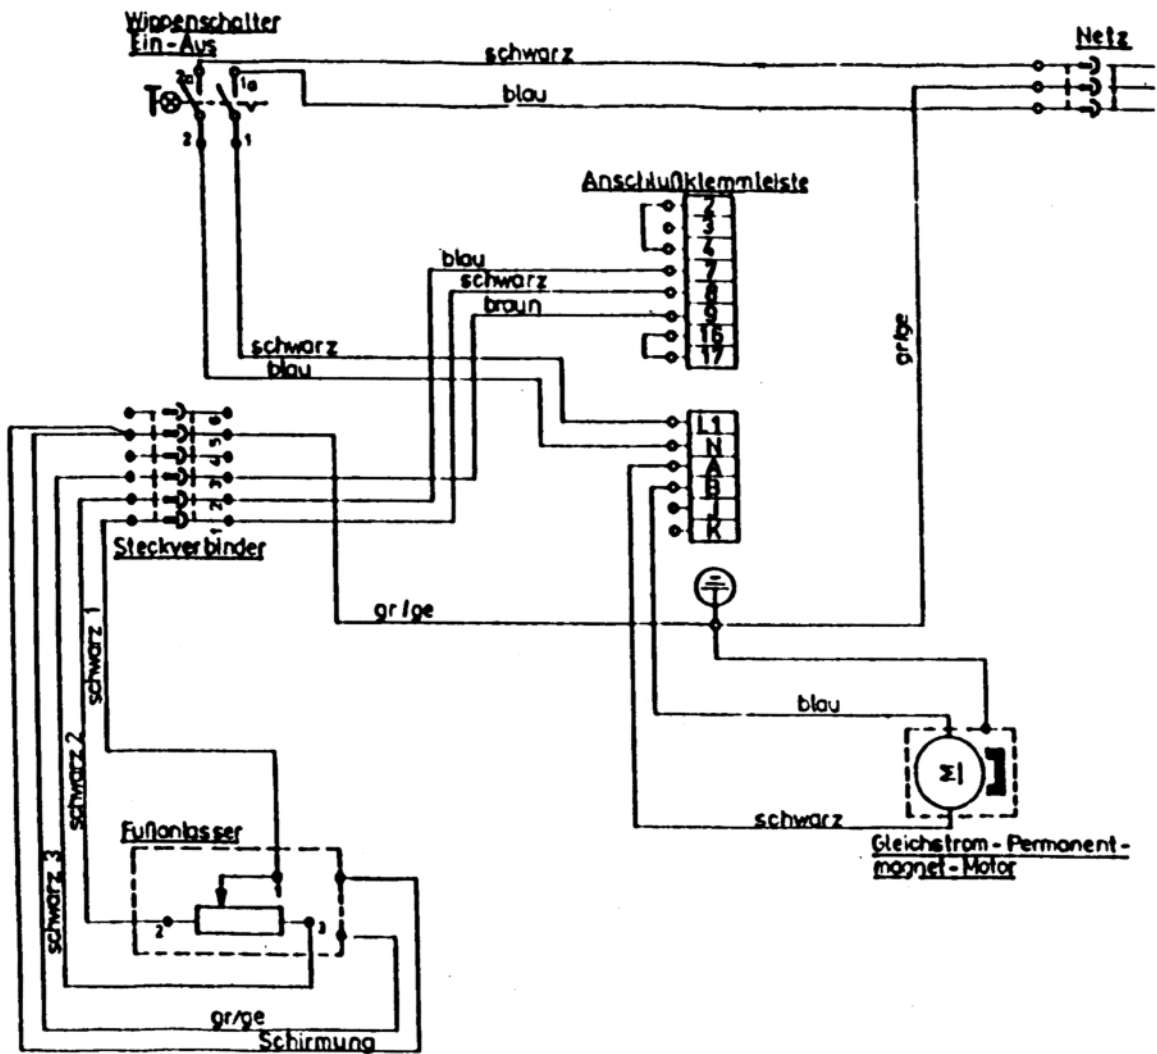 Wippenschalter
Ein-Aus
schwarz
Netz
2a
1a
blau
2
1
Anschlußklemmleiste
2
3
4
blau
7
schwarz
8
braun
9
16
17
schwarz
blau
gr/ge
6
5
4
3
2
1
L1
N
A
B
J
K
Steckverbinder
gr/ge
schwarz 1
schwarz 2
schwarz 3
blau
M
schwarz
Gleichstrom-Permanent-
magnet-Motor
Fußanlasser
1
2
3
gr/ge
Schirmung